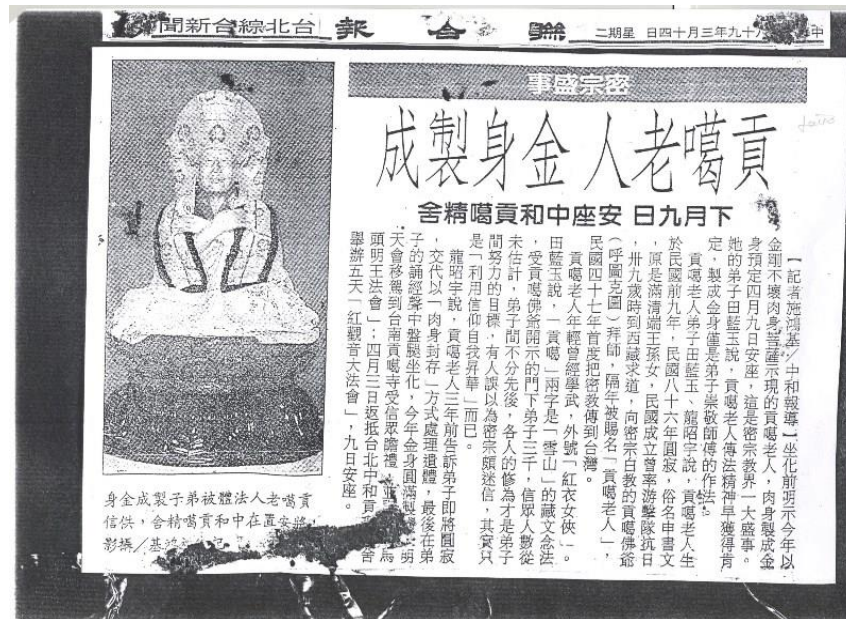 九年三月十四日 星期二
聯合報
台北綜合新聞
密宗盛事
貢噶老人 金身製成
下月九日 安座中和貢噶精舍
【記者施鴻基╱中和報導】坐化前明示今年以
金剛不壞肉身菩薩示現的貢噶老人,肉身製成金
身預定四月九日安座,這是密宗教界一大盛事。
她的弟子田藍玉說,貢噶老人傳法精神早獲得肯
定,製成金身僅是弟子崇敬師傅的作法。
貢噶老人弟子田藍玉、龍昭宇說,貢噶老人生
於民國前九年,民國八十六年圓寂,俗名申書文
,原是滿清端王孫女,民國成立曾率游擊隊抗日
,卅九歲時到西藏求道,向密宗白教的貢噶佛爺
(呼圖克圖)拜師,隔年被賜名「貢噶老人」,
民國四十七年首度把密教傳到台灣。
貢噶老人年輕曾經學武,外號「紅衣女俠」。
田藍玉說,「貢噶」兩字是「雪山」的藏文念法
,受貢噶佛爺開示的門下弟子三千,信眾人數從
未估計,弟子間不分先後,各人的修為才是弟子
間努力的目標,有人誤以為密宗頗迷信,其實只
是「利用信仰自我昇華」而已。
龍昭宇說,貢噶老人三年前告訴弟子即將圓寂
,交代以「肉身封存」方式處理遺體,最後在弟
子的誦經聲中盤腿坐化,今年金身圓滿製 明
天會移駕到台南貢噶寺受信眾瞻禮 馬
頭明王法會」;四月三日返抵台北中和貢 舍
舉辦五天「紅觀音大法會」,九日安座。
貢噶老人法體被弟子製成金身
將安置在中和貢噶精舍,供信
記 鴻基╱攝影